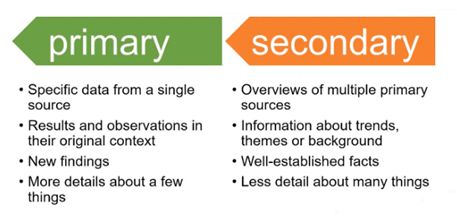 primary
• Specific data from a single
source
• Results and observations in
their original context
• New findings
• More details about a few
things
secondary
• Overviews of multiple primary
sources
• Information about trends,
themes or background
• Well-established facts
• Less detail about many things